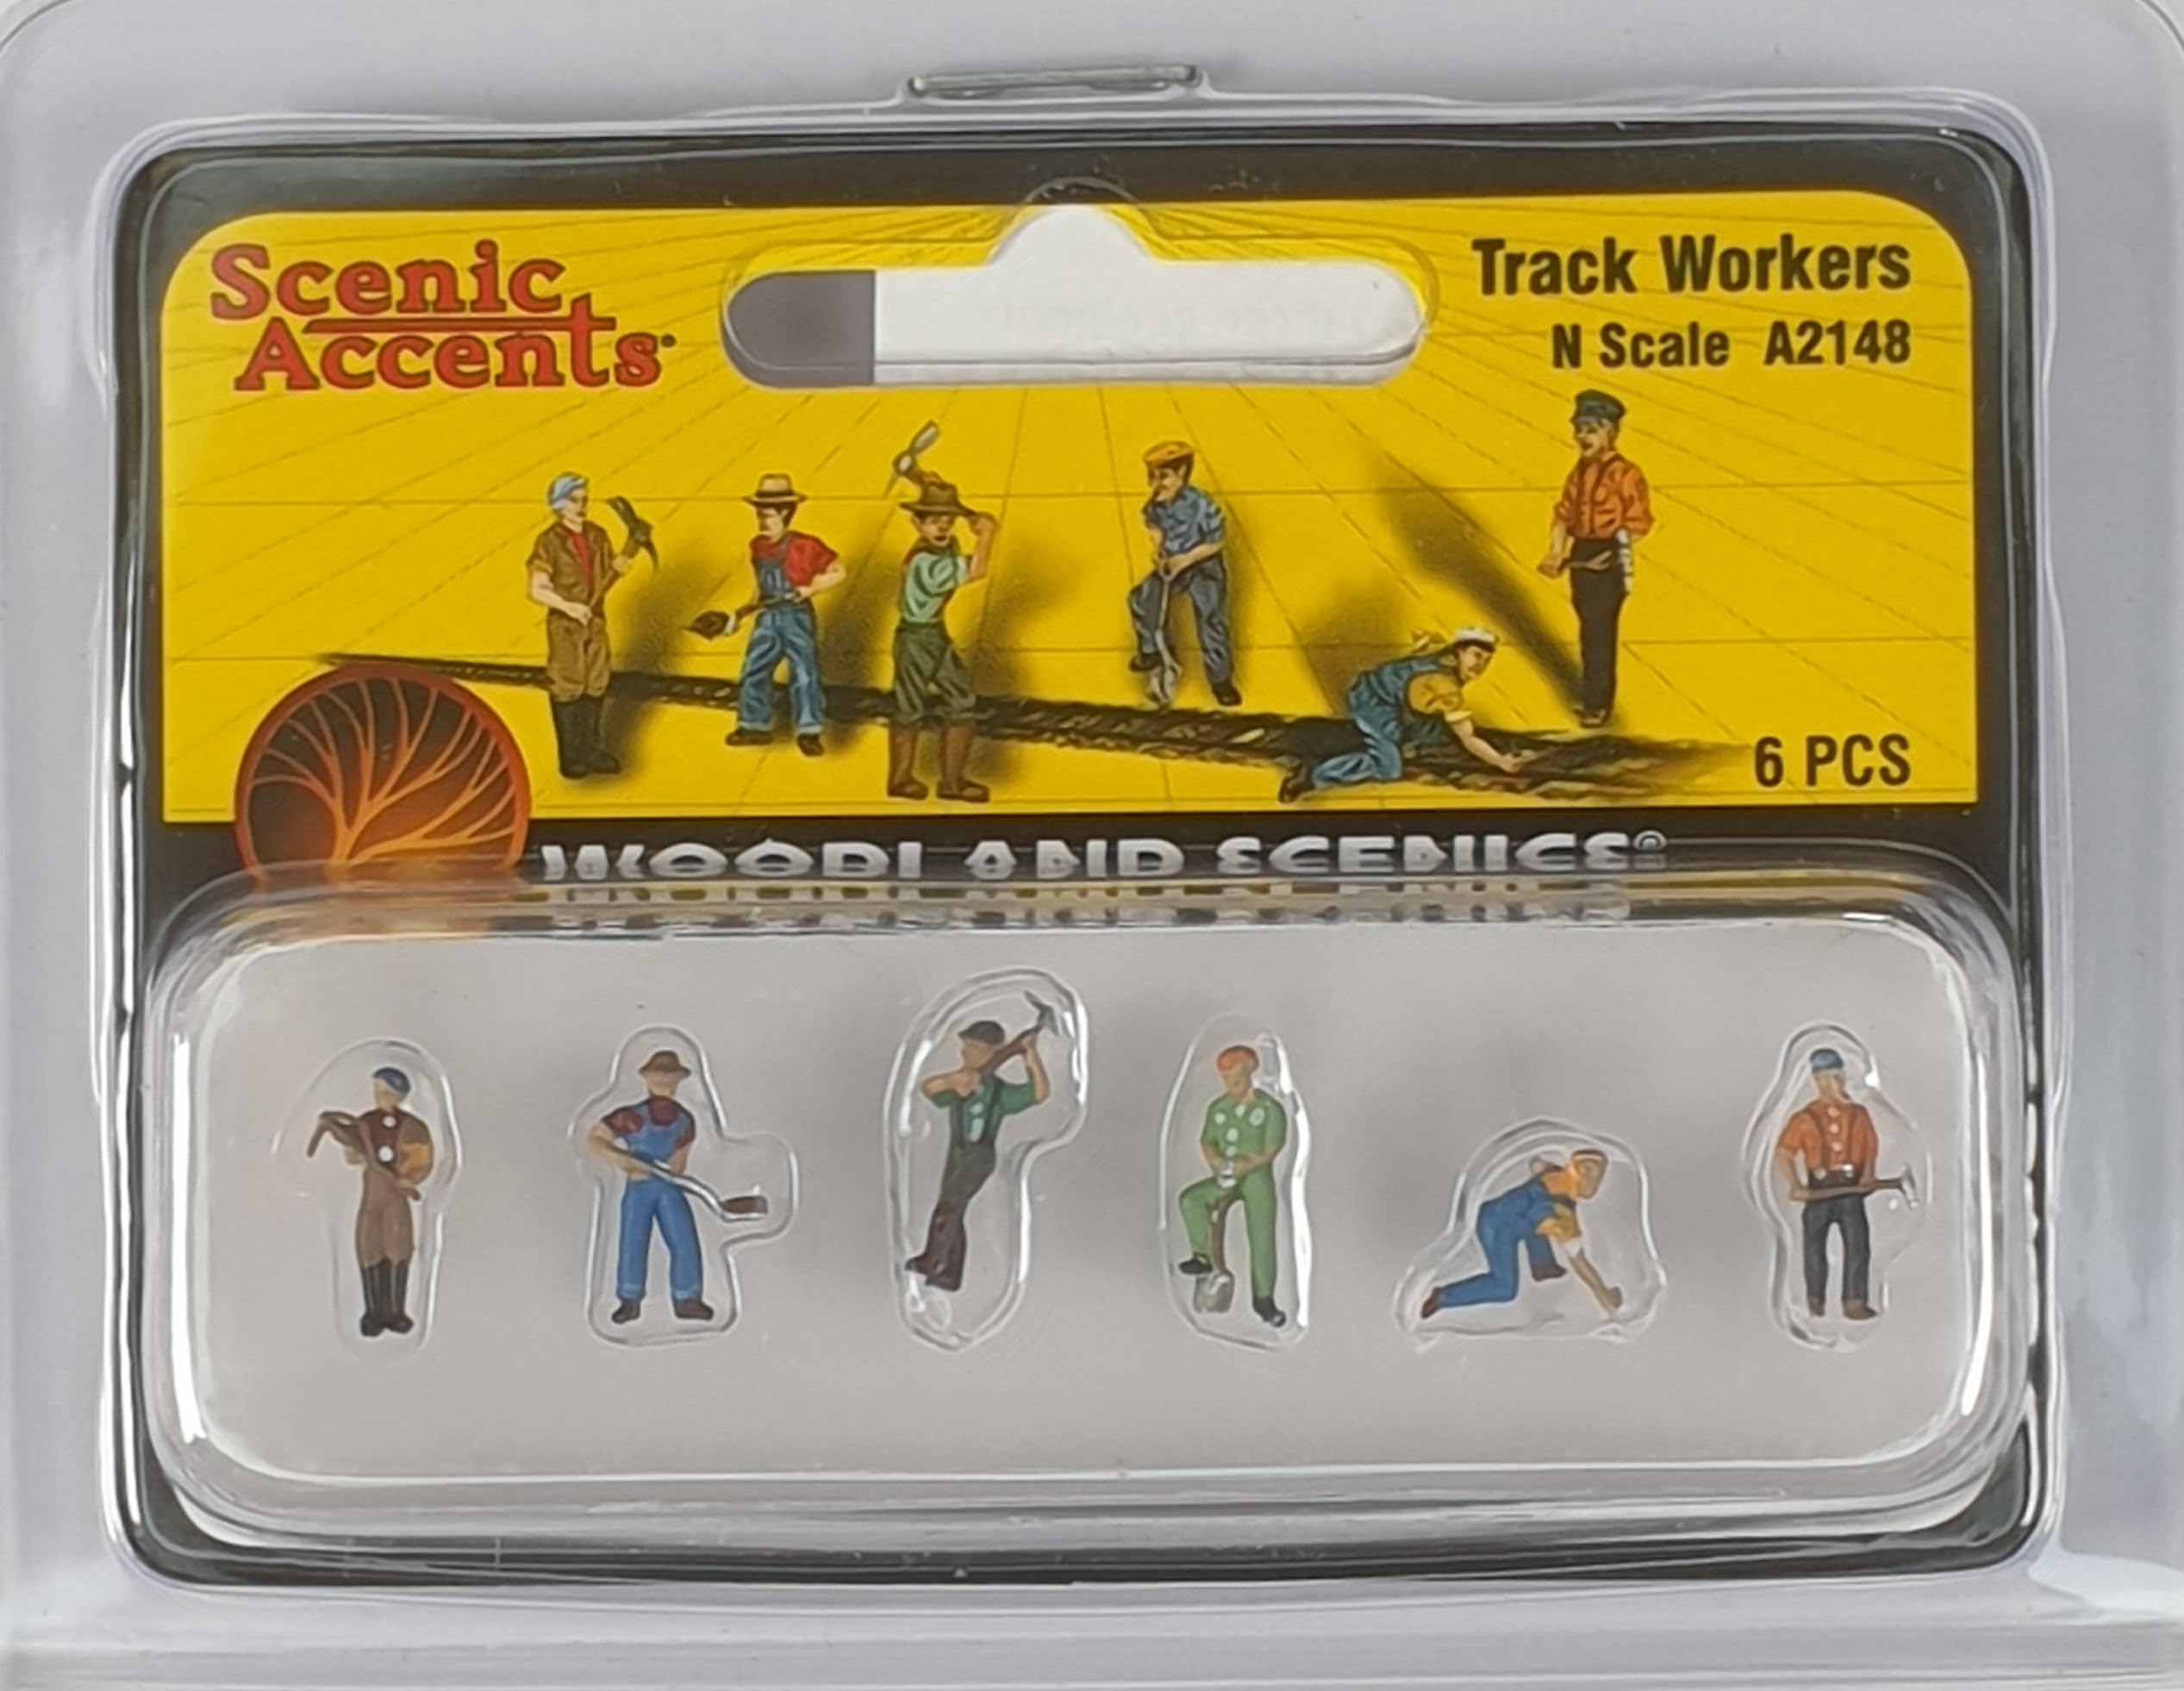 Scenic
Accents
Track Workers
N Scale A2148
6 PCS
WOODLAND SCENICS®